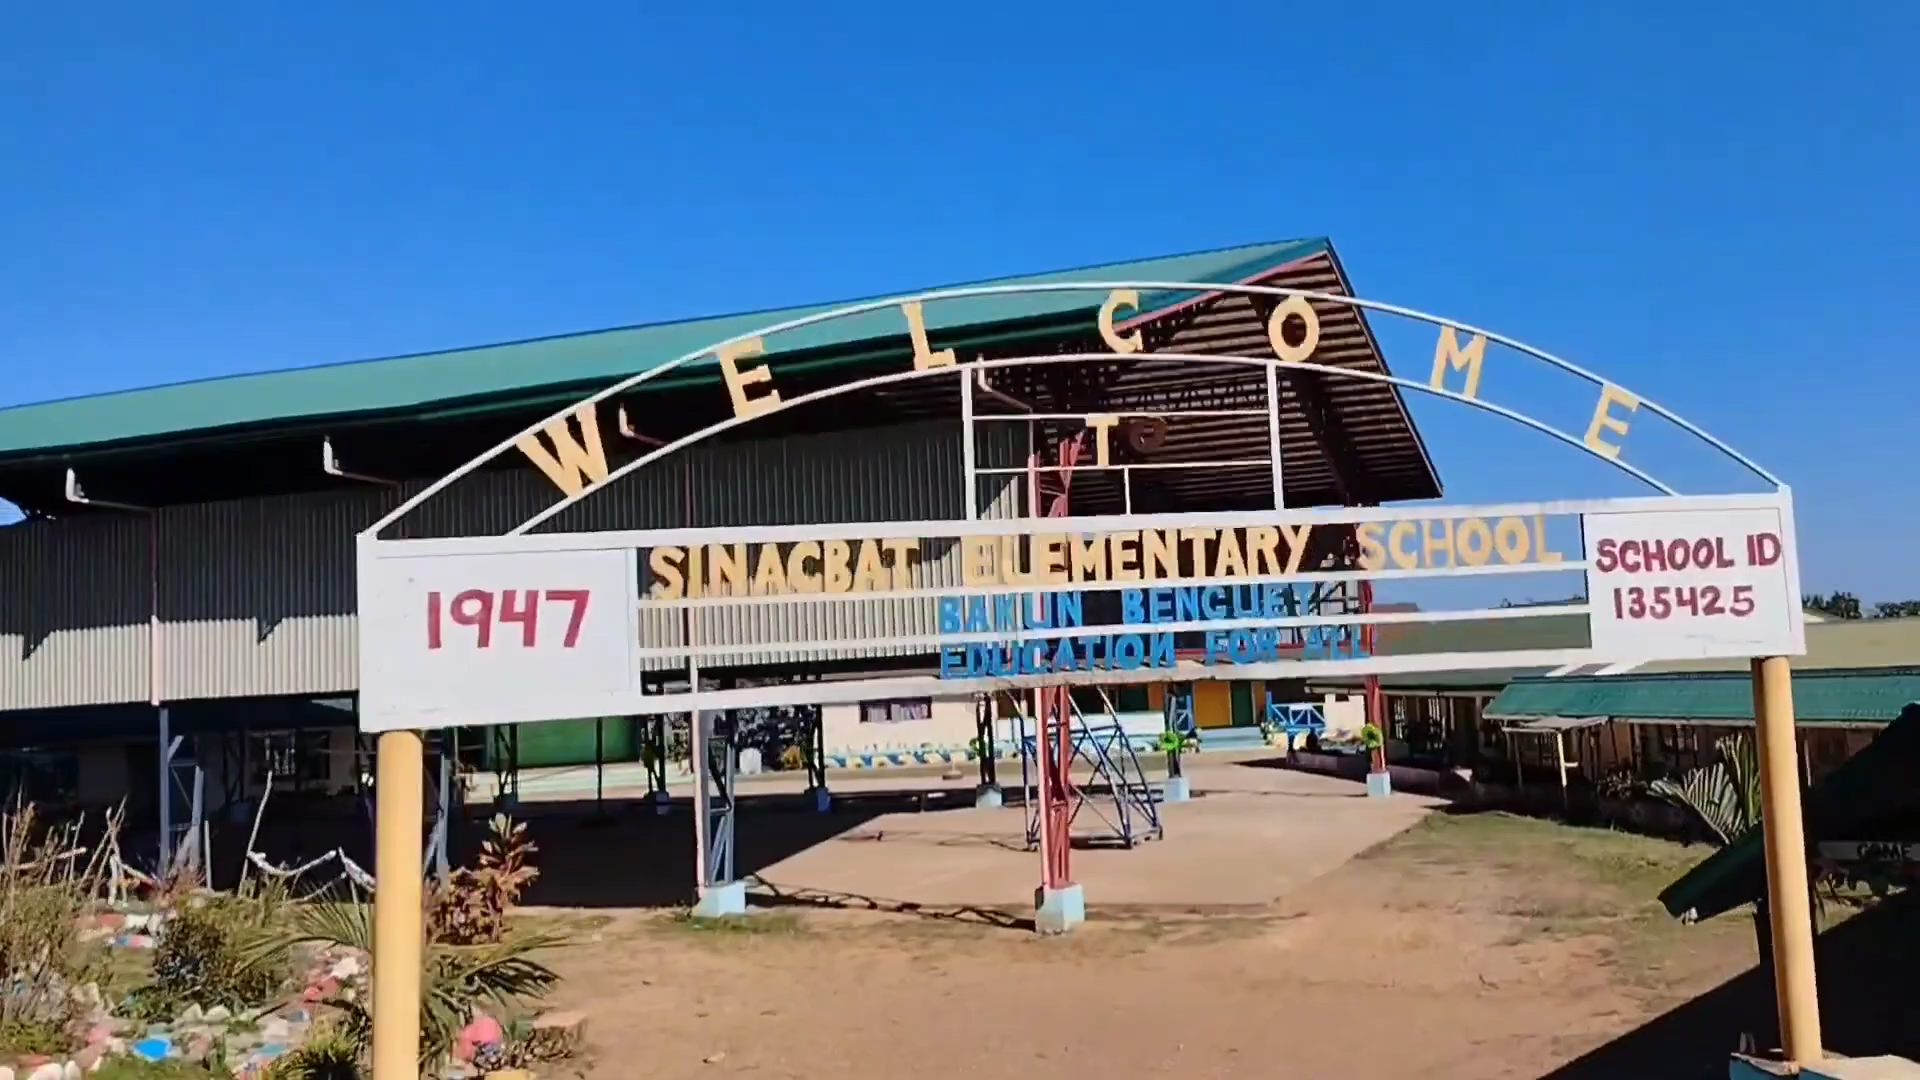 WELCOME
TO
SINACBAT ELEMENTARY SCHOOL
BAKUN BENGUET
EDUCATION FOR ALL
1947
SCHOOL ID
135425